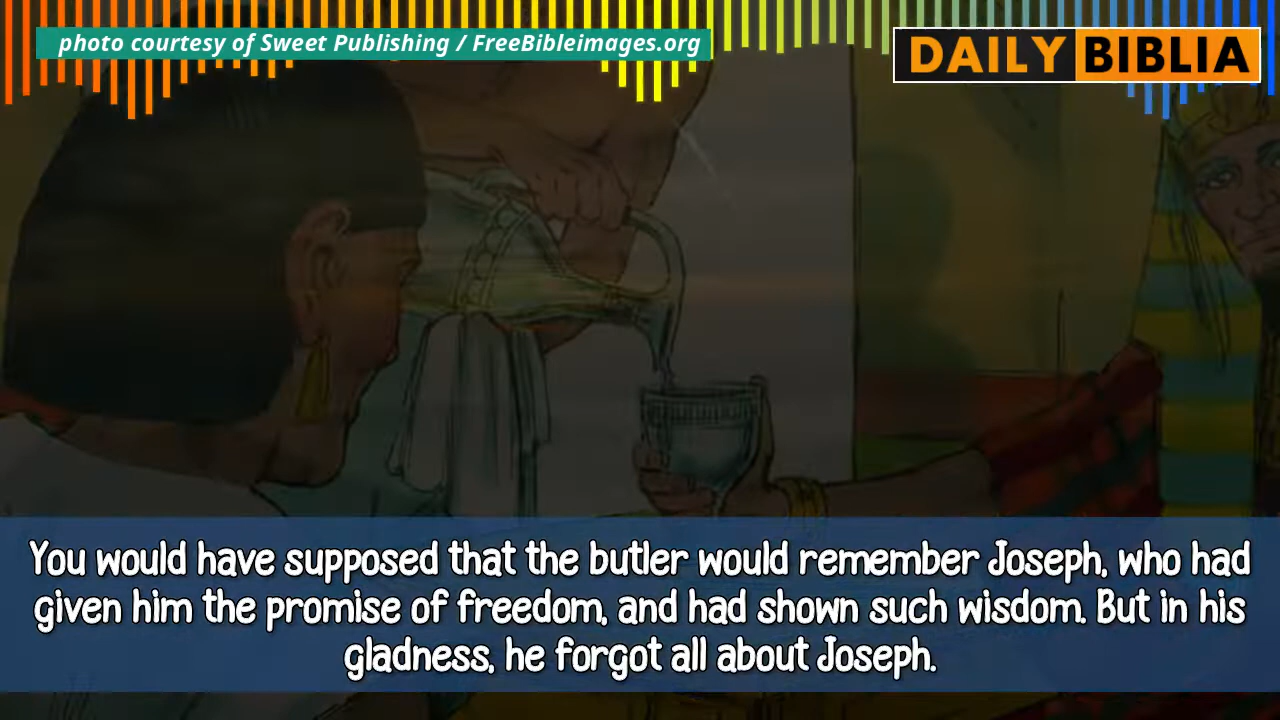 photo courtesy of Sweet Publishing / FreeBibleimages.org
DAILY BIBLIA
You would have supposed that the butler would remember Joseph, who had
given him the promise of freedom, and had shown such wisdom. But in his
gladness, he forgot all about Joseph.